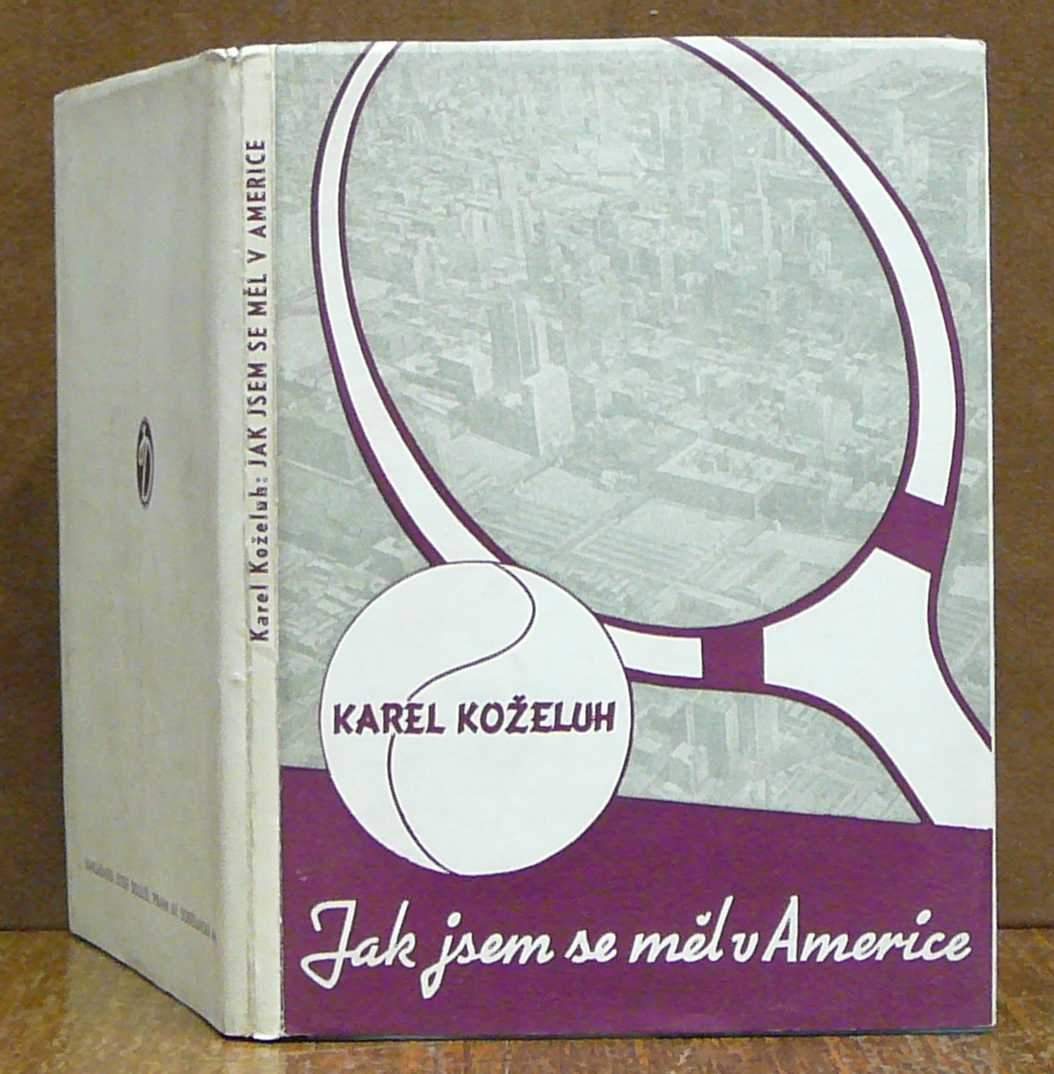 Karel Koželuh: JAK JSEM SE MĚL V AMERICE
KAREL KOŽELUH
Jak jsem se měl v Americe